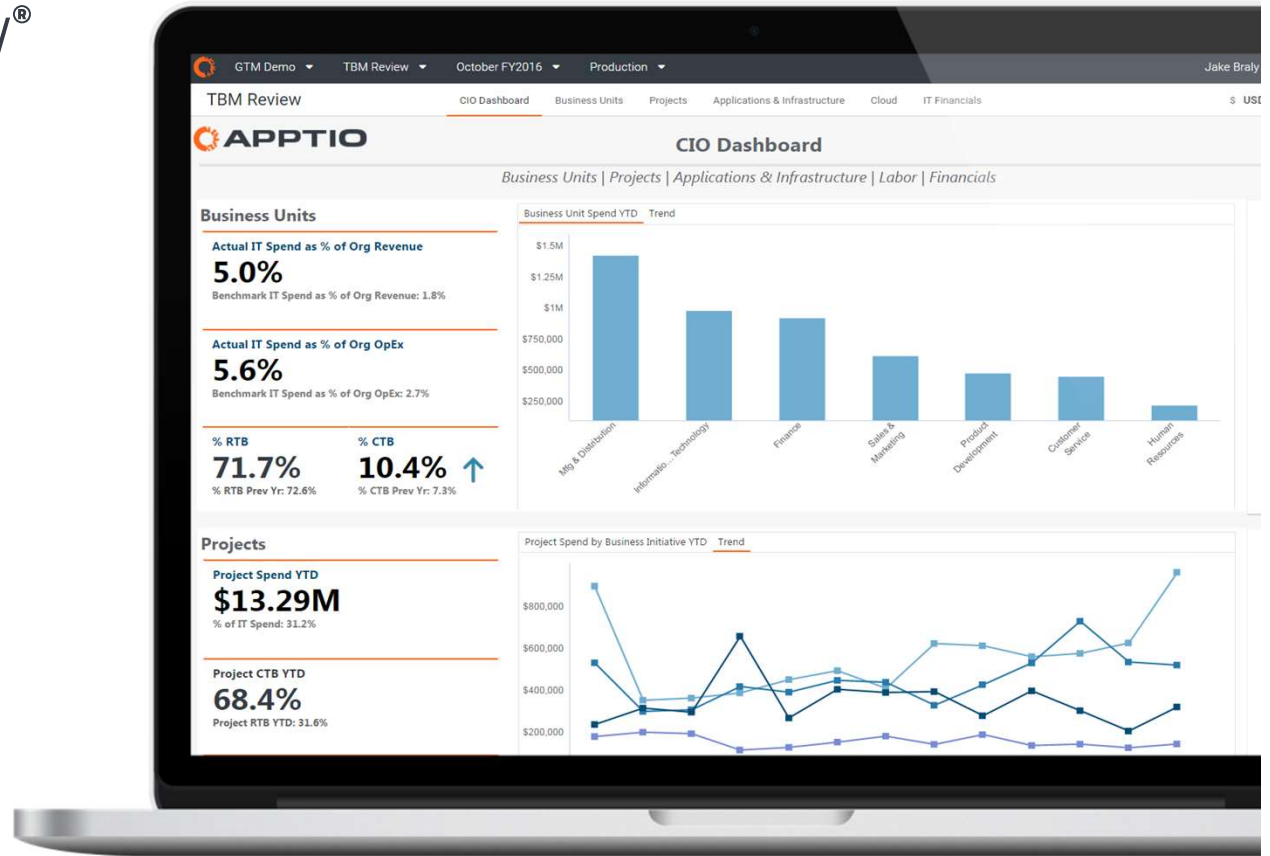 ®
GTM Demo TBM Review October FY2016 Production Jake Braly
TBM Review CIO Dashboard Business Units Projects Applications & Infrastructure Cloud IT Financials $ USD
APPTIO
CIO Dashboard
Business Units | Projects | Applications & Infrastructure | Labor | Financials
Business Units
Actual IT Spend as % of Org Revenue
5.0%
Benchmark IT Spend as % of Org Revenue: 1.8%
Actual IT Spend as % of Org OpEx
5.6%
Benchmark IT Spend as % of Org OpEx: 2.7%
% RTB % CTB
71.7% 10.4%
% RTB Prev Yr: 72.6% % CTB Prev Yr: 7.3%
Business Unit Spend YTD Trend
$1.5M
$1.25M
$1M
$750,000
$500,000
$250,000
Mfg & Distribution
Informatio... Technology
Finance
Sales &
Marketing
Product
Development
Customer
Service
Human
Resources
Projects
Project Spend YTD
$13.29M
% of IT Spend: 31.2%
Project CTB YTD
68.4%
Project RTB YTD: 31.6%
Project Spend by Business Initiative YTD Trend
$800,000
$600,000
$400,000
$200,000